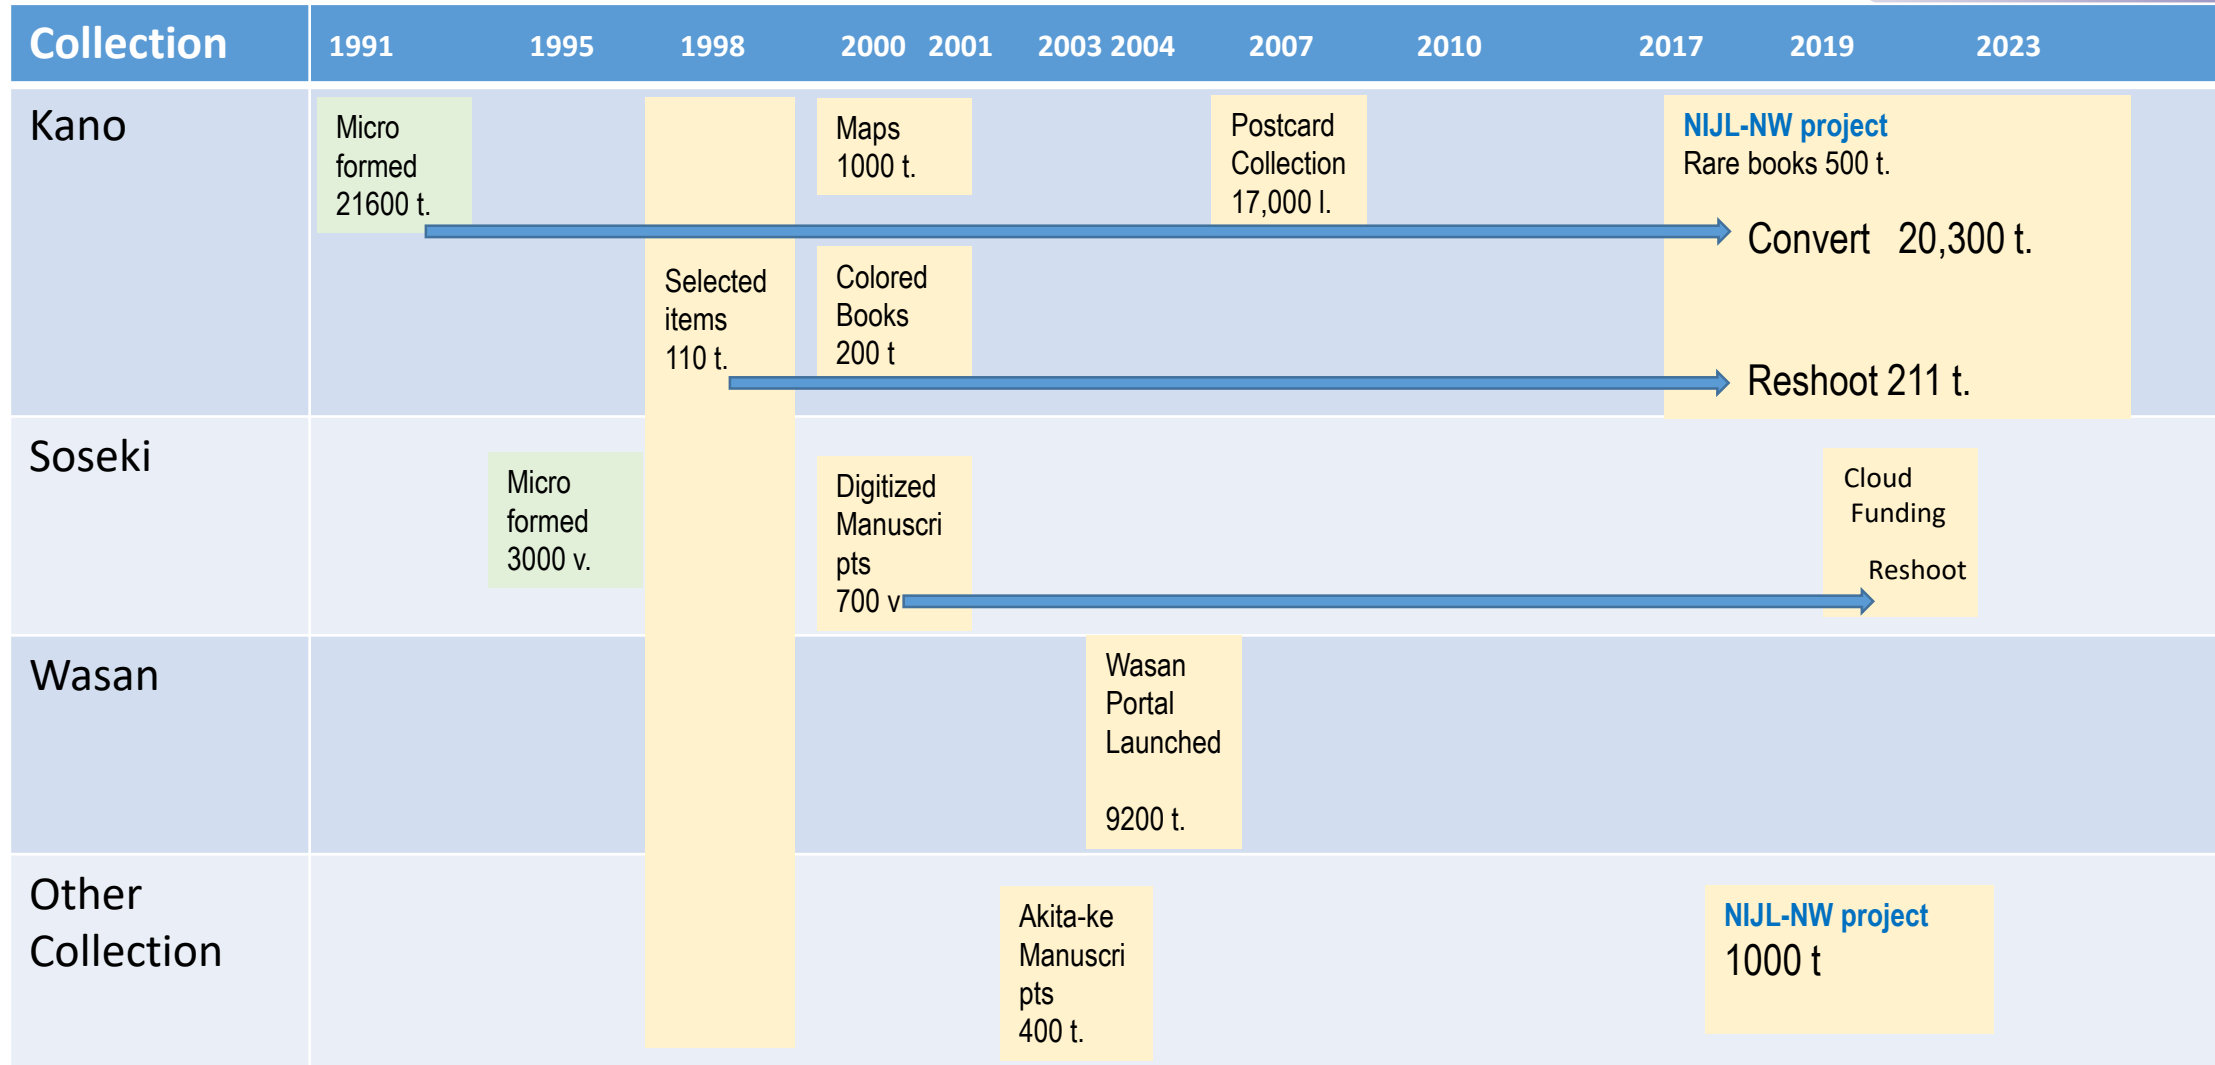 Collection 1991 1995 1998 2000 2001 2003 2004 2007 2010 2017 2019 2023
Kano
Micro
formed
21600 t.
Selected
items
110 t.
Maps
1000 t.
Colored
Books
200 t
Postcard
Collection
17,000 l.
NIJL-NW project
Rare books 500 t.
Convert 20,300 t.
Reshoot 211 t.
Soseki
Micro
formed
3000 v.
Digitized
Manuscri
pts
700 v
Cloud
Funding
Reshoot
Wasan
Wasan
Portal
Launched
9200 t.
Other
Collection
Akita-ke
Manuscri
pts
400 t.
NIJL-NW project
1000 t